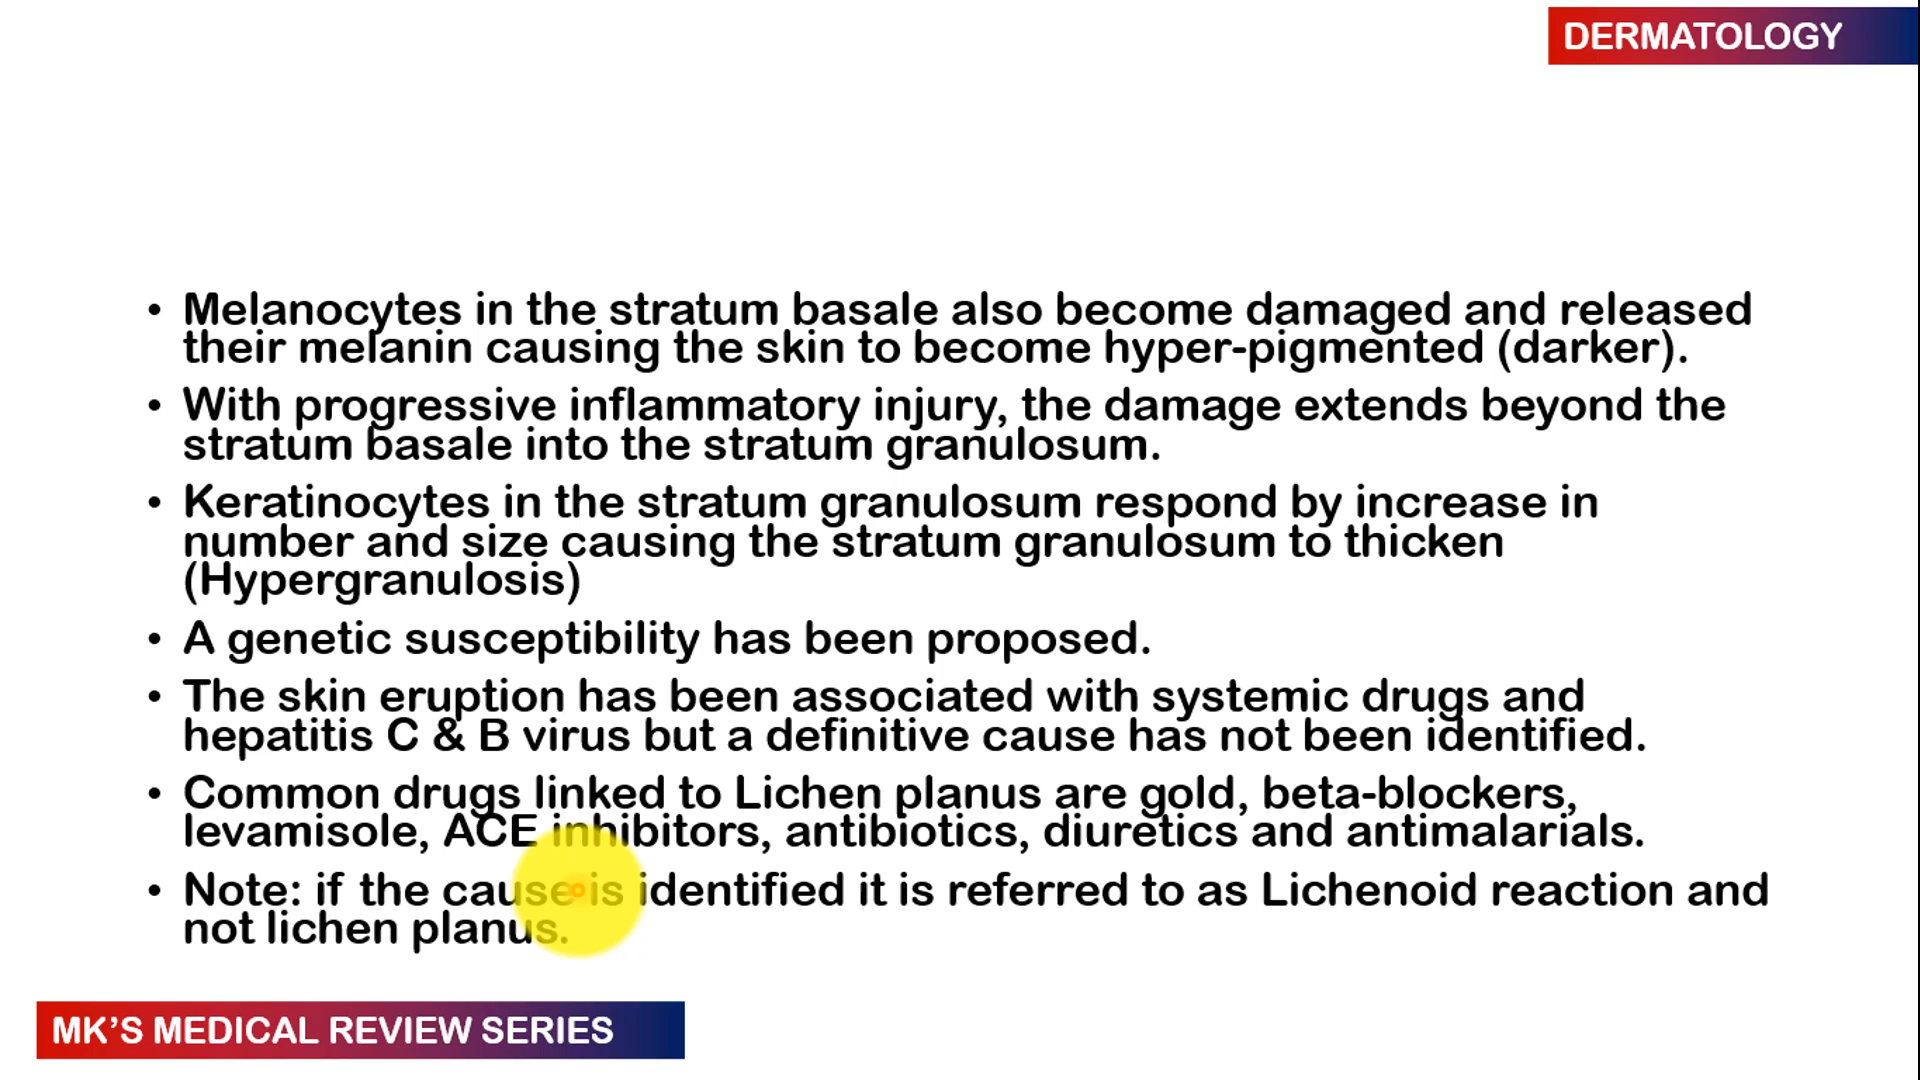 DERMATOLOGY
• Melanocytes in the stratum basale also become damaged and released
their melanin causing the skin to become hyper-pigmented (darker).
• With progressive inflammatory injury, the damage extends beyond the
stratum basale into the stratum granulosum.
• Keratinocytes in the stratum granulosum respond by increase in
number and size causing the stratum granulosum to thicken
(Hypergranulosis)
• A genetic susceptibility has been proposed.
• The skin eruption has been associated with systemic drugs and
hepatitis C & B virus but a definitive cause has not been identified.
• Common drugs linked to Lichen planus are gold, beta-blockers,
levamisole, ACE inhibitors, antibiotics, diuretics and antimalarials.
• Note: if the cause is identified it is referred to as Lichenoid reaction and
not lichen planus.
MK’S MEDICAL REVIEW SERIES